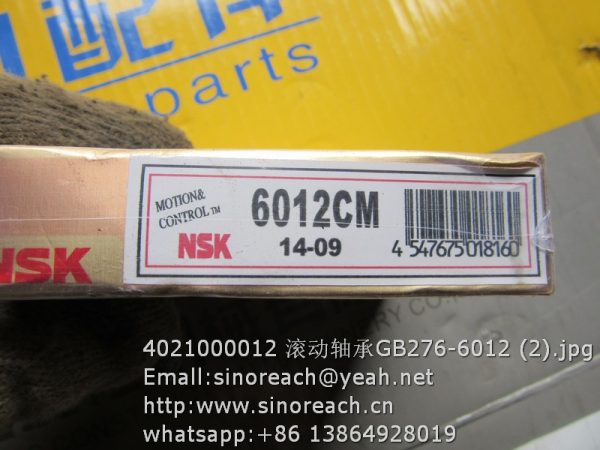 parts
MOTION&
CONTROL™
NSK
6012CM
14-09
4 547675 018160
NSK
4021000012 滚动轴承GB276-6012 (2).jpg
Email:sinoreach@yeah.net
http:www.sinoreach.cn
whatsapp:+86 13864928019